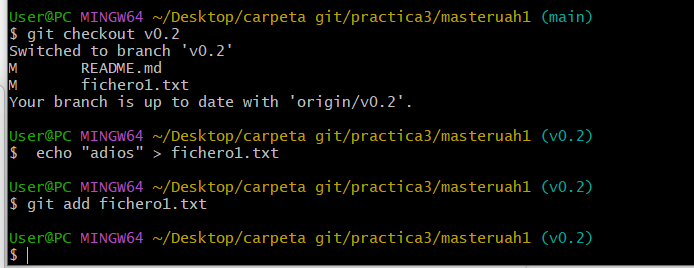 User@PC MINGW64 ~/Desktop/carpeta git/practica3/masteruah1 (main)
$ git checkout v0.2
Switched to branch 'v0.2'
M       README.md
M       fichero1.txt
Your branch is up to date with 'origin/v0.2'.
User@PC MINGW64 ~/Desktop/carpeta git/practica3/masteruah1 (v0.2)
$  echo "adios" > fichero1.txt
User@PC MINGW64 ~/Desktop/carpeta git/practica3/masteruah1 (v0.2)
$ git add fichero1.txt
User@PC MINGW64 ~/Desktop/carpeta git/practica3/masteruah1 (v0.2)
$